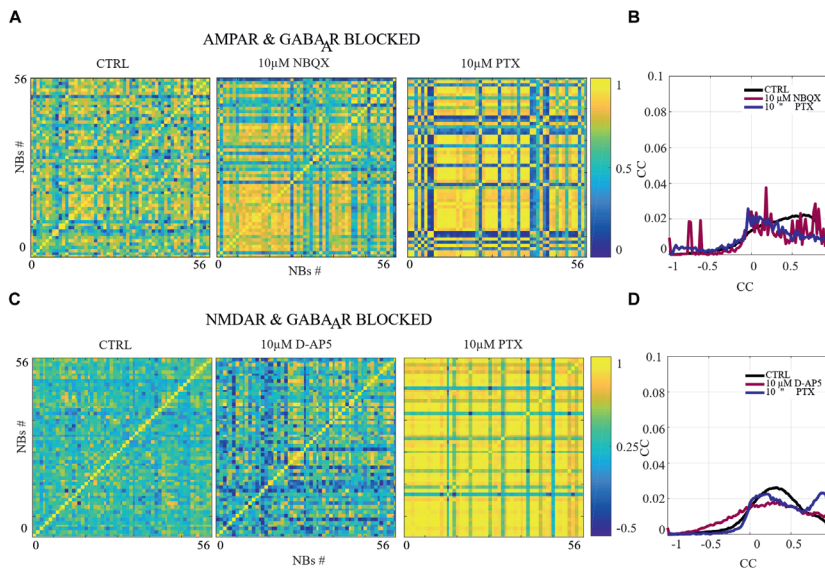 A
B
AMPAR & GABA_A R BLOCKED
CTRL
10µM NBQX
10µM PTX
56
NBs #
0
0
56
NBs #
0
56
1
0.5
0
0.1
0.08
0.06
0.04
0.02
0
CC
CTRL
10 µM NBQX
10 " PTX
-1
-0.5
0
0.5
CC
C
D
NMDAR & GABA_A R BLOCKED
CTRL
10µM D-AP5
10µM PTX
56
NBs #
0
0
56
NBs #
0
56
1
0.25
-0.5
0.1
0.08
0.06
0.04
0.02
0
CC
CTRL
10 µM D-AP5
10 " PTX
-1
-0.5
0
0.5
CC